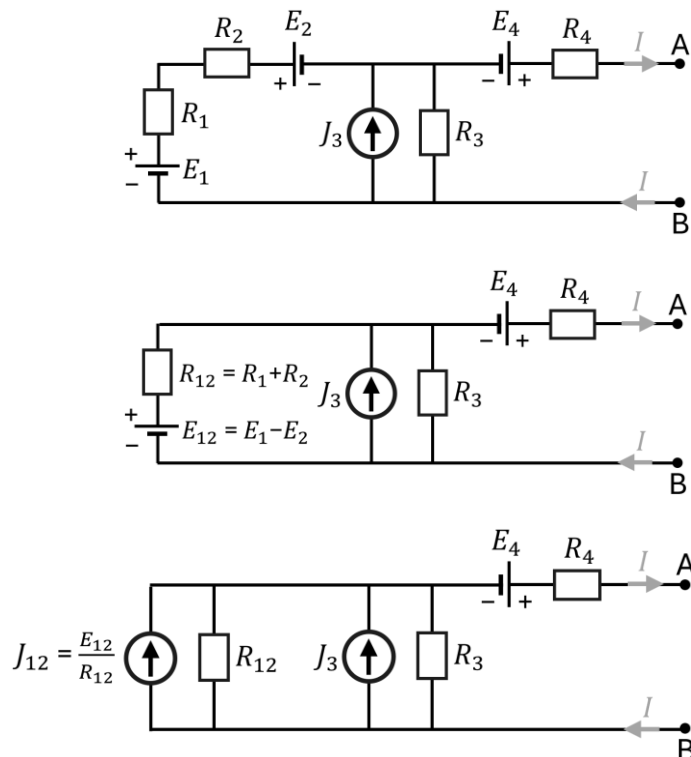 E₂ E₄
R₂ R₄ I A
+ − − +
R₁
J₃ R₃
+
E₁
−
I
B
E₄
R₄ I A
− +
R₁₂ = R₁+R₂
J₃ R₃
+
E₁₂ = E₁−E₂
−
I
B
E₄
R₄ I A
− +
J₁₂ = E₁₂/R₁₂ R₁₂ J₃ R₃
I
B